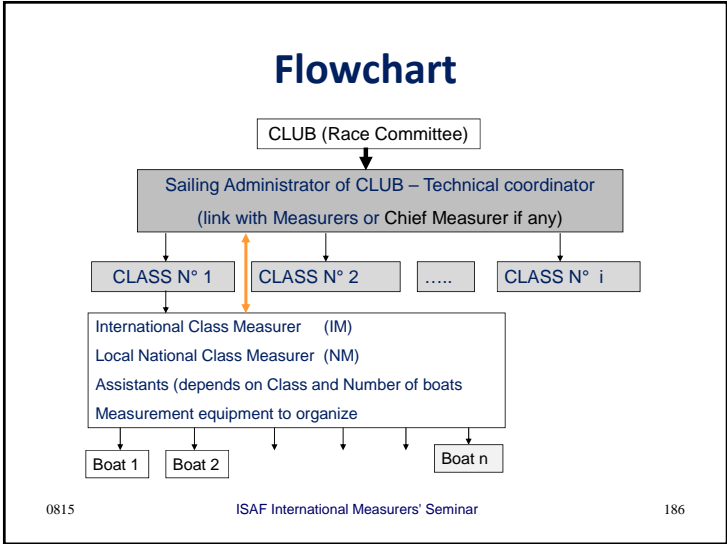 Flowchart
CLUB (Race Committee)
Sailing Administrator of CLUB – Technical coordinator
(link with Measurers or Chief Measurer if any)
CLASS N° 1
CLASS N° 2
…..
CLASS N° i
International Class Measurer (IM)
Local National Class Measurer (NM)
Assistants (depends on Class and Number of boats
Measurement equipment to organize
Boat 1
Boat 2
Boat n
0815
ISAF International Measurers' Seminar
186